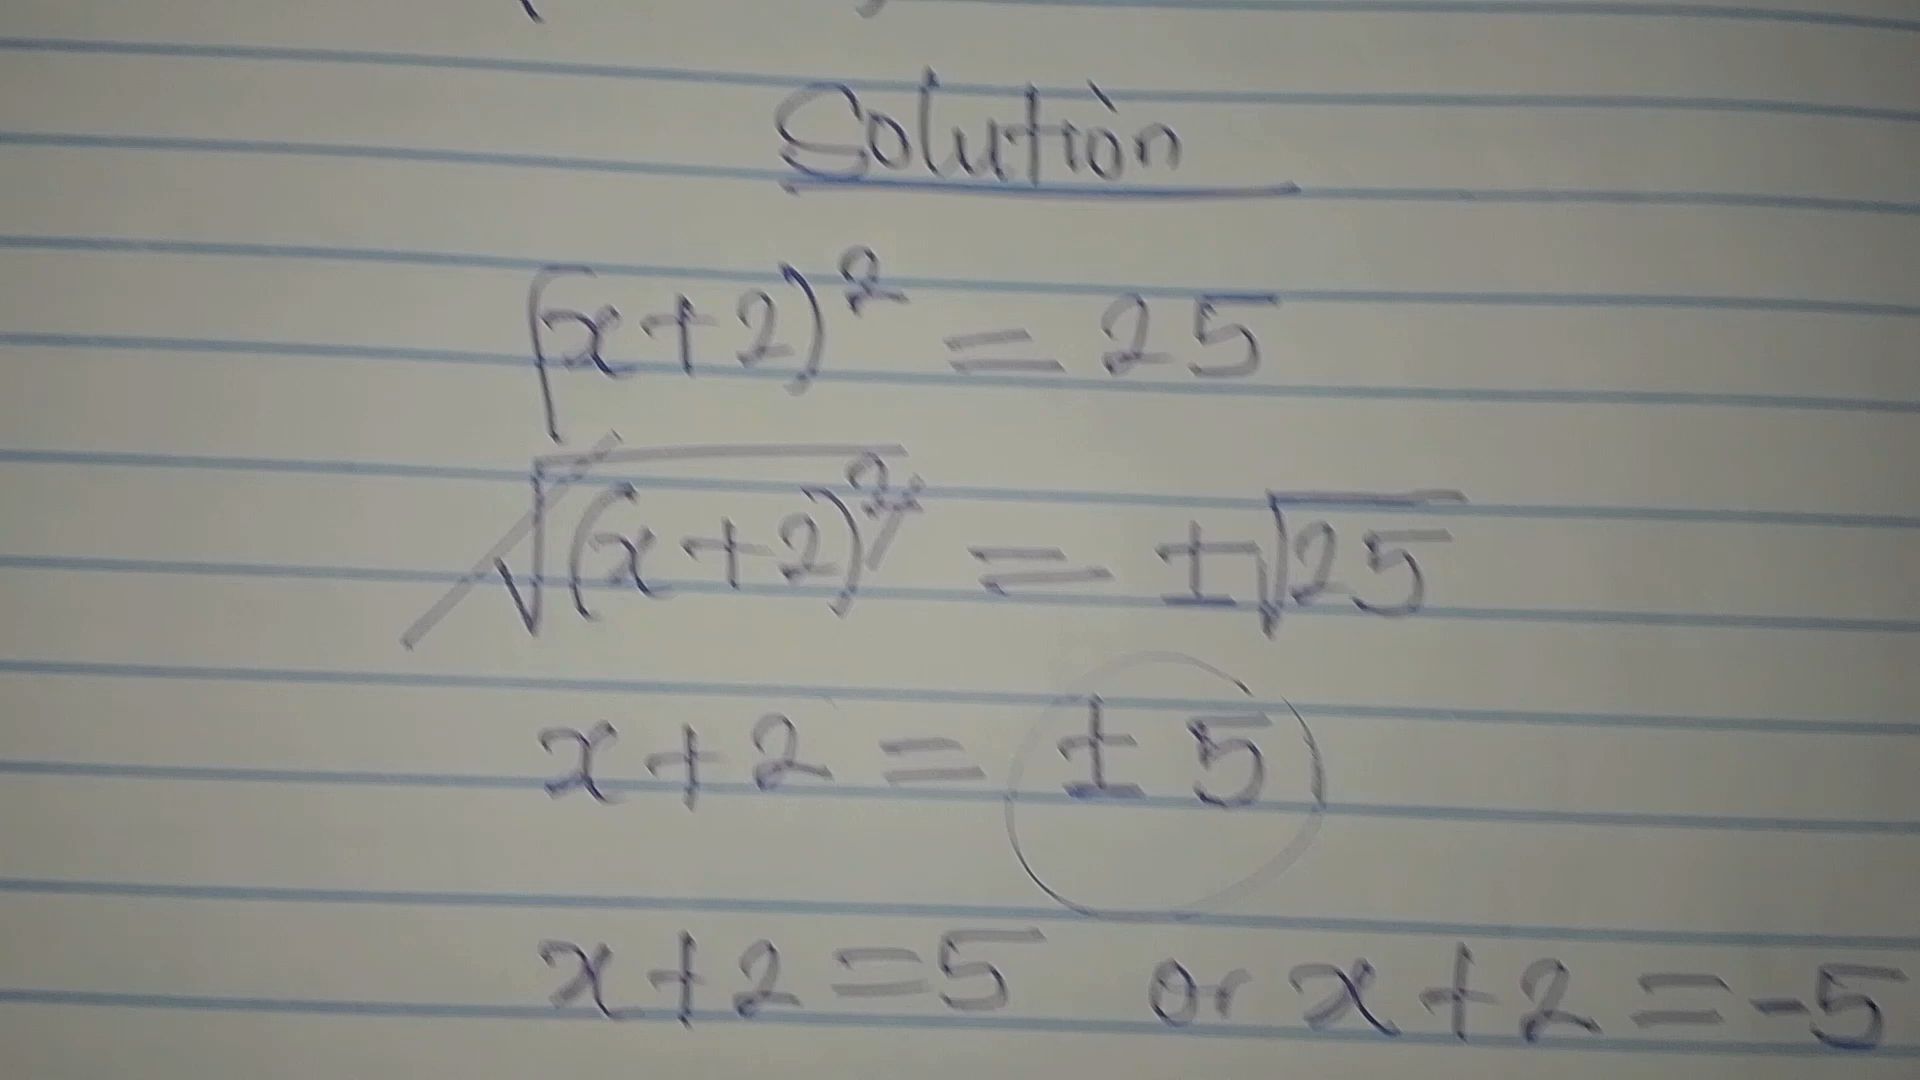 Solution
(x+2)² = 25
√(x+2)² = ±√25
x+2 = ±5
x+2=5 or x+2=-5